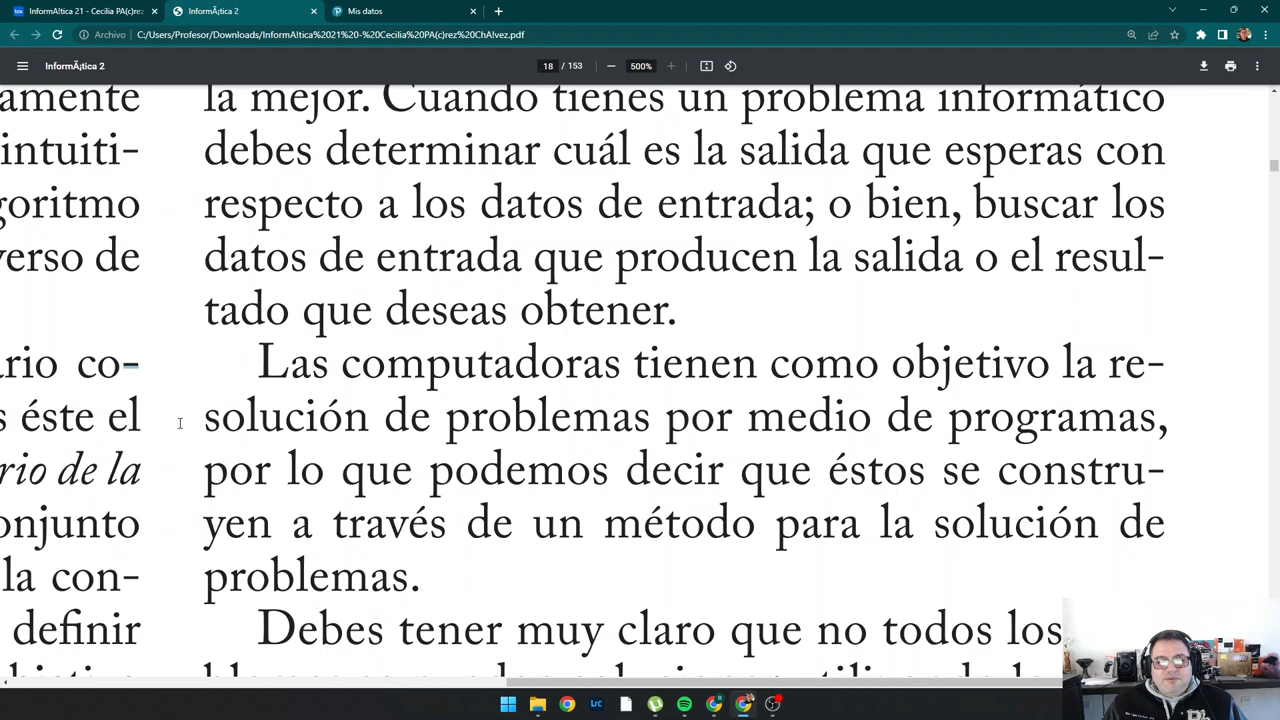 InformÃ!tica 21 - Cecilia PA(c)rez
InformÃ¡tica 2
Mis datos
Archivo
C:/Users/Profesor/Downloads/InformA!tica%2021%20-%20Cecilia%20PA(c)rez%20ChA!vez.pdf
InformÃ¡tica 2
18 / 153
500%
amente
intuiti-
goritmo
verso de
ario co-
s éste el
rio de la
onjunto
la con-
definir
la mejor. Cuando tienes un problema informático
debes determinar cuál es la salida que esperas con
respecto a los datos de entrada; o bien, buscar los
datos de entrada que producen la salida o el resul-
tado que deseas obtener.
Las computadoras tienen como objetivo la re-
solución de problemas por medio de programas,
por lo que podemos decir que éstos se constru-
yen a través de un método para la solución de
problemas.
Debes tener muy claro que no todos los